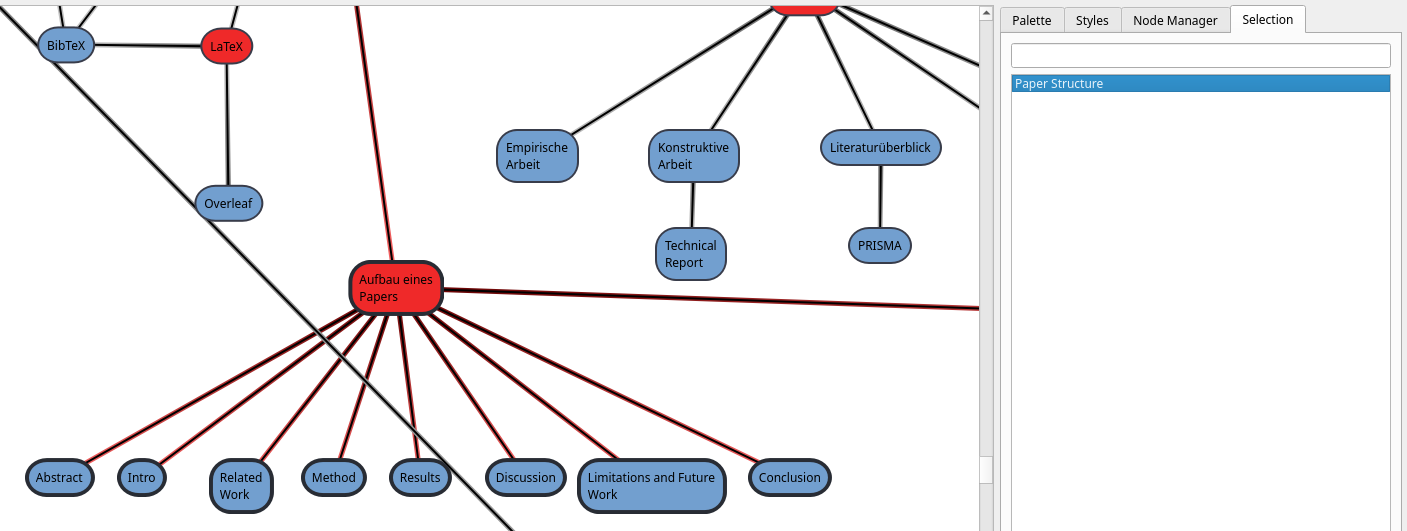 Palette
Styles
Node Manager
Selection
Paper Structure
BibTeX
LaTeX
Overleaf
Empirische
Arbeit
Konstruktive
Arbeit
Literaturüberblick
Technical
Report
PRISMA
Aufbau eines
Papers
Abstract
Intro
Related
Work
Method
Results
Discussion
Limitations and Future
Work
Conclusion